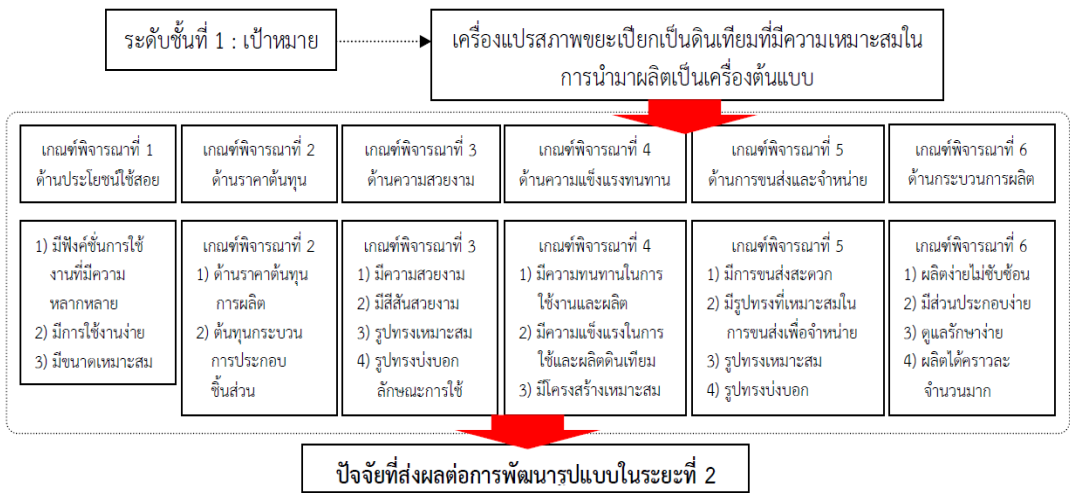 ระดับชั้นที่ 1 : เป้าหมาย
เครื่องแปรสภาพขยะเปียกเป็นดินเทียมที่มีความเหมาะสมใน
การนำมาผลิตเป็นเครื่องต้นแบบ
เกณฑ์พิจารณาที่ 1
ด้านประโยชน์ใช้สอย
เกณฑ์พิจารณาที่ 2
ด้านราคาต้นทุน
เกณฑ์พิจารณาที่ 3
ด้านความสวยงาม
เกณฑ์พิจารณาที่ 4
ด้านความแข็งแรงทนทาน
เกณฑ์พิจารณาที่ 5
ด้านการขนส่งและจำหน่าย
เกณฑ์พิจารณาที่ 6
ด้านกระบวนการผลิต
1) มีฟังค์ชั่นการใช้
งานที่มีความ
หลากหลาย
2) มีการใช้งานง่าย
3) มีขนาดเหมาะสม
เกณฑ์พิจารณาที่ 2
1) ด้านราคาต้นทุน
การผลิต
2) ต้นทุนกระบวน
การประกอบ
ชิ้นส่วน
เกณฑ์พิจารณาที่ 3
1) มีความสวยงาม
2) มีสีสันสวยงาม
3) รูปทรงเหมาะสม
4) รูปทรงบ่งบอก
ลักษณะการใช้
เกณฑ์พิจารณาที่ 4
1) มีความทนทานในการ
ใช้งานและผลิต
2) มีความแข็งแรงในการ
ใช้และผลิตดินเทียม
3) มีโครงสร้างเหมาะสม
เกณฑ์พิจารณาที่ 5
1) มีการขนส่งสะดวก
2) มีรูปทรงที่เหมาะสมใน
การขนส่งเพื่อจำหน่าย
3) รูปทรงเหมาะสม
4) รูปทรงบ่งบอก
เกณฑ์พิจารณาที่ 6
1) ผลิตง่ายไม่ซับซ้อน
2) มีส่วนประกอบง่าย
3) ดูแลรักษาง่าย
4) ผลิตได้คราวละ
จำนวนมาก
ปัจจัยที่ส่งผลต่อการพัฒนารูปแบบในระยะที่ 2